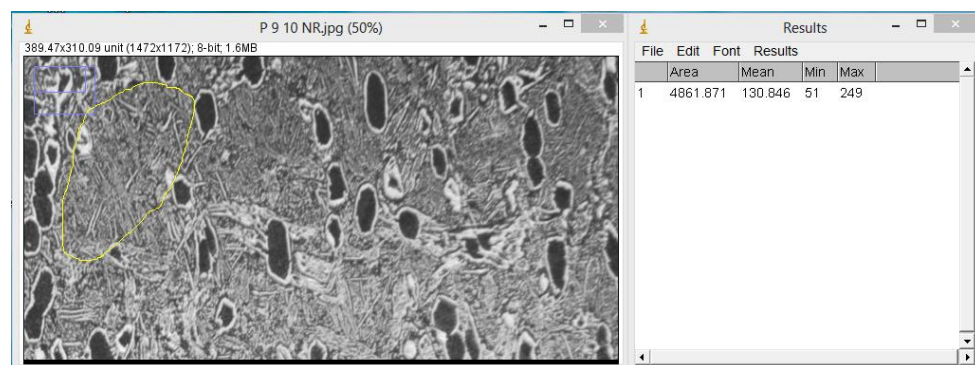 P 9 10 NR.jpg (50%)
389.47x310.09 unit (1472x1172); 8-bit; 1.6MB
Results
File Edit Font Results
Area Mean Min Max
1 4861.871 130.846 51 249